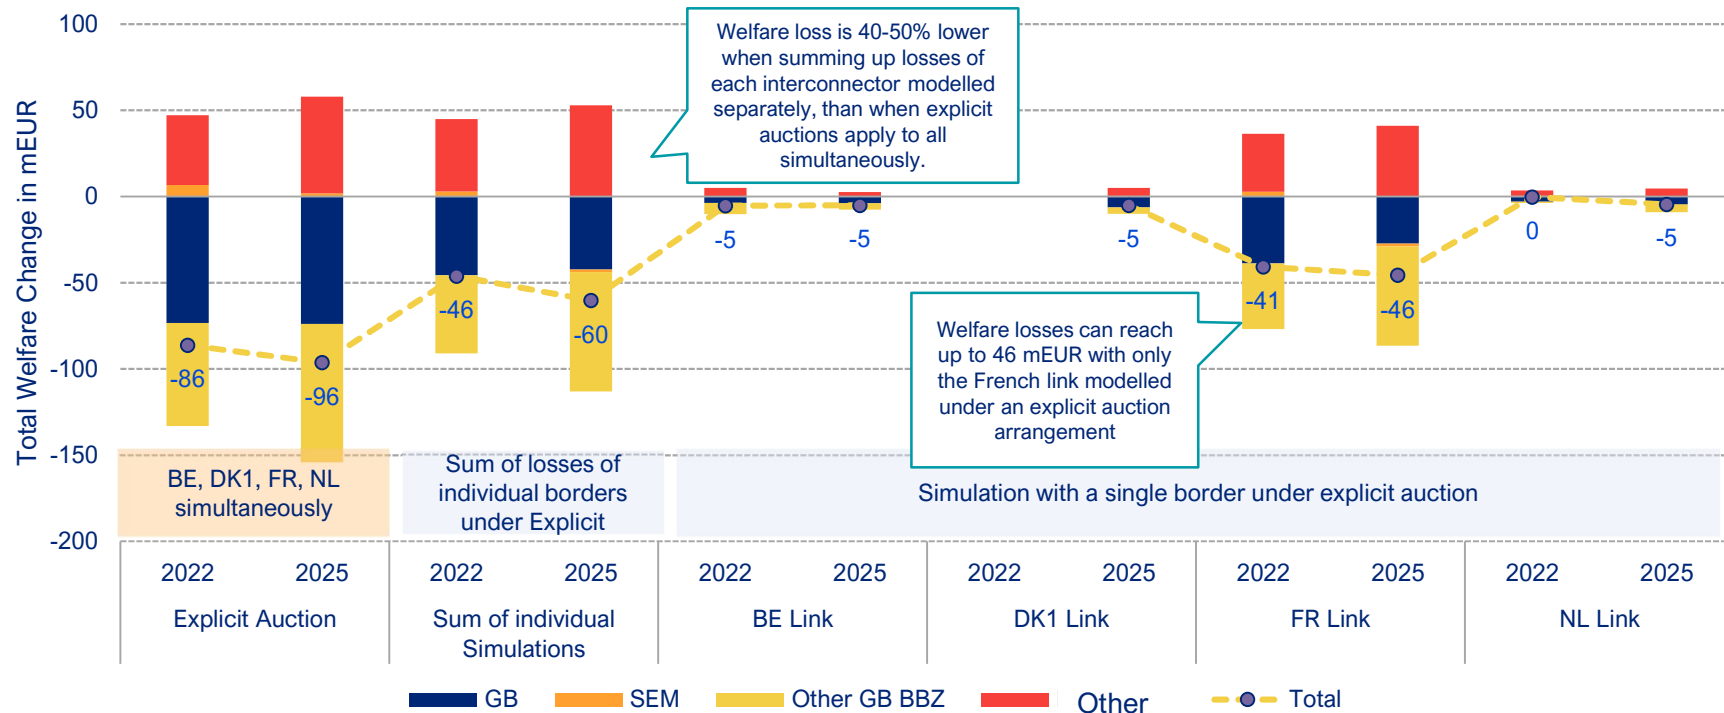 Total Welfare Change in mEUR
100
50
0
-50
-100
-150
-200
Welfare loss is 40-50% lower
when summing up losses of
each interconnector modelled
separately, than when explicit
auctions apply to all
simultaneously.
Welfare losses can reach
up to 46 mEUR with only
the French link modelled
under an explicit auction
arrangement
-86
-96
-46
-60
-5
-5
-5
-41
-46
0
-5
BE, DK1, FR, NL
simultaneously
Sum of losses of
individual borders
under Explicit
Simulation with a single border under explicit auction
2022 2025 2022 2025 2022 2025 2022 2025 2022 2025 2022 2025
Explicit Auction
Sum of individual
Simulations
BE Link
DK1 Link
FR Link
NL Link
GB SEM Other GB BBZ Other Total